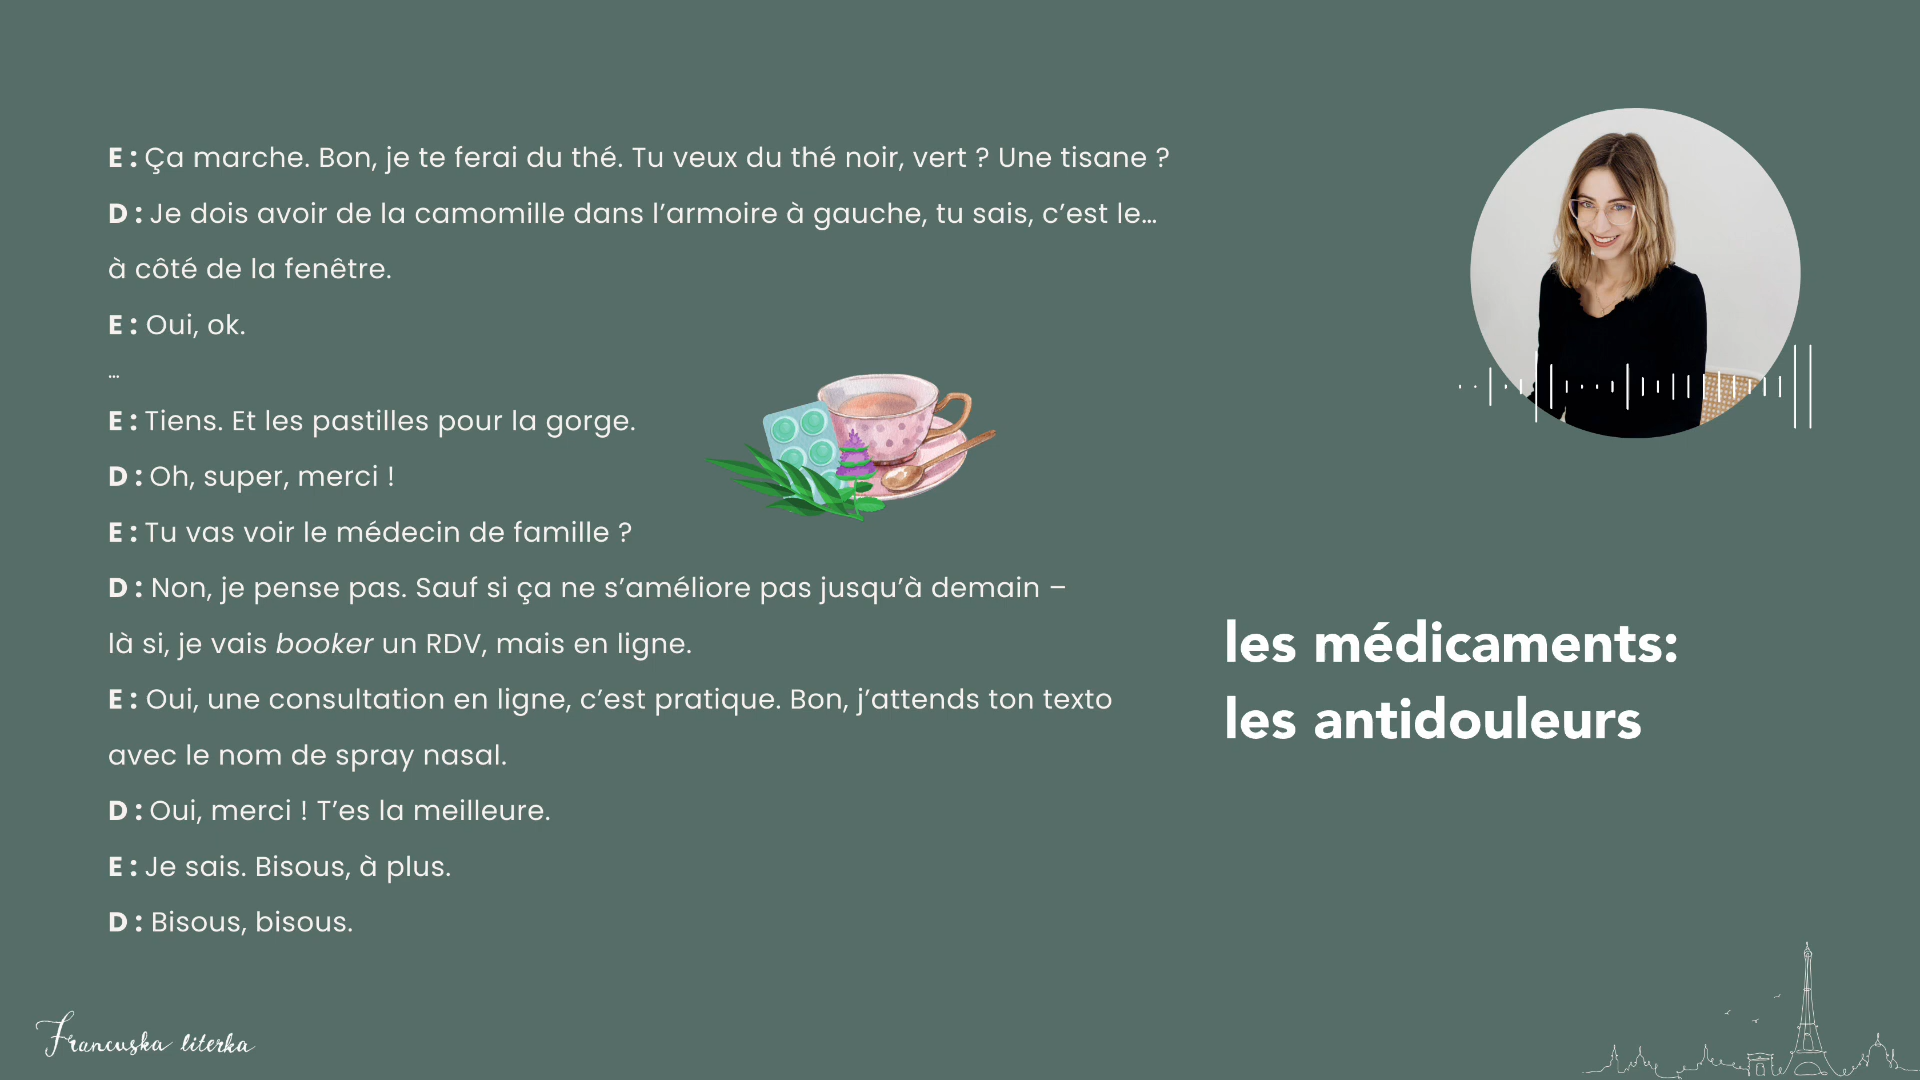 E : Ça marche. Bon, je te ferai du thé. Tu veux du thé noir, vert ? Une tisane ?
D : Je dois avoir de la camomille dans l’armoire à gauche, tu sais, c’est le…
à côté de la fenêtre.
E : Oui, ok.
…
E : Tiens. Et les pastilles pour la gorge.
D : Oh, super, merci !
E : Tu vas voir le médecin de famille ?
D : Non, je pense pas. Sauf si ça ne s’améliore pas jusqu’à demain –
là si, je vais booker un RDV, mais en ligne.
E : Oui, une consultation en ligne, c’est pratique. Bon, j’attends ton texto
avec le nom de spray nasal.
D : Oui, merci ! T’es la meilleure.
E : Je sais. Bisous, à plus.
D : Bisous, bisous.
les médicaments:
les antidouleurs
Francuska literka